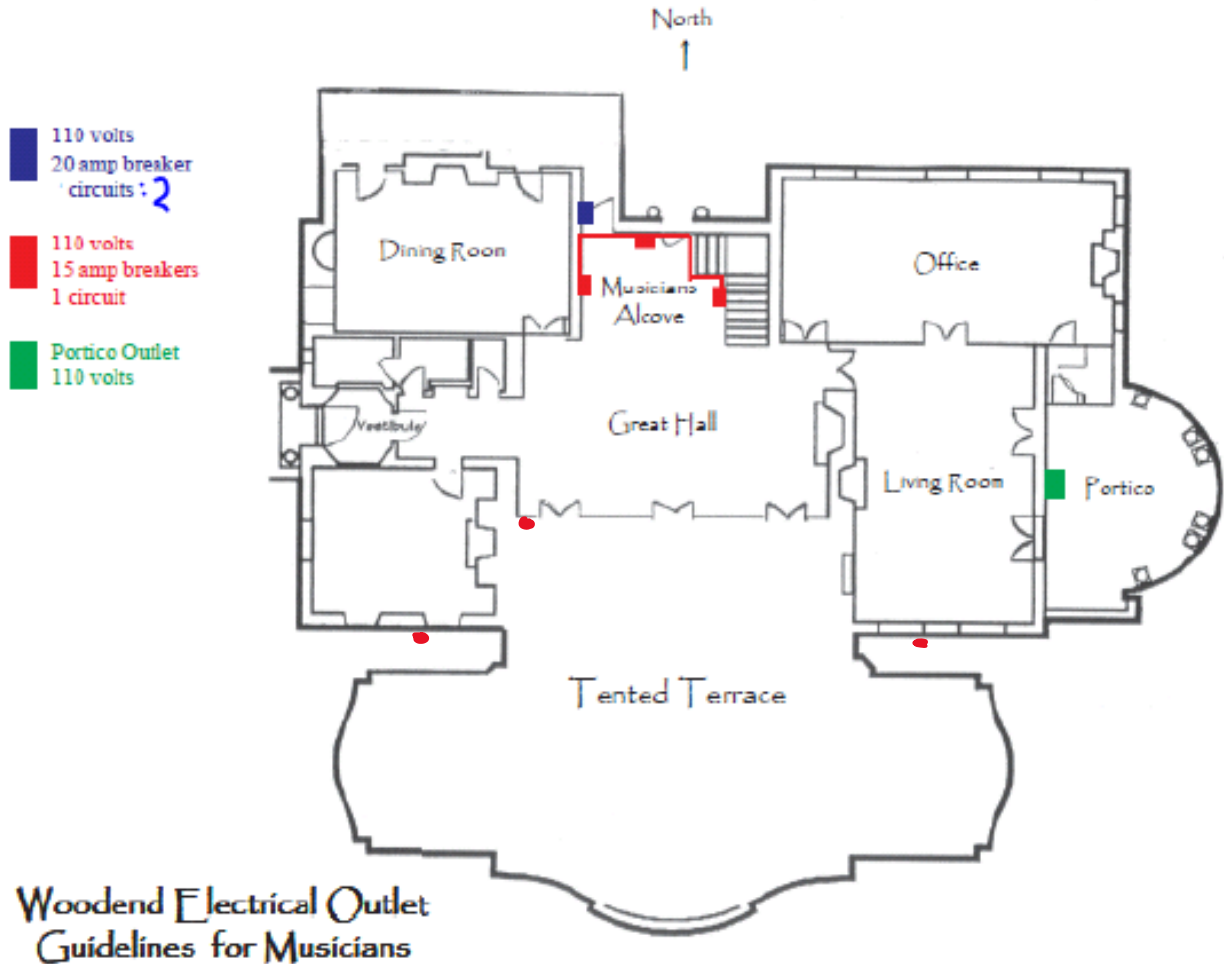 North
110 volts
20 amp breaker
circuits : 2
110 volts
15 amp breakers
1 circuit
Portico Outlet
110 volts
Dining Room
Musicians
Alcove
Office
Vestibule
Great Hall
Living Room
Portico
Tented Terrace
Woodend Electrical Outlet
Guidelines for Musicians